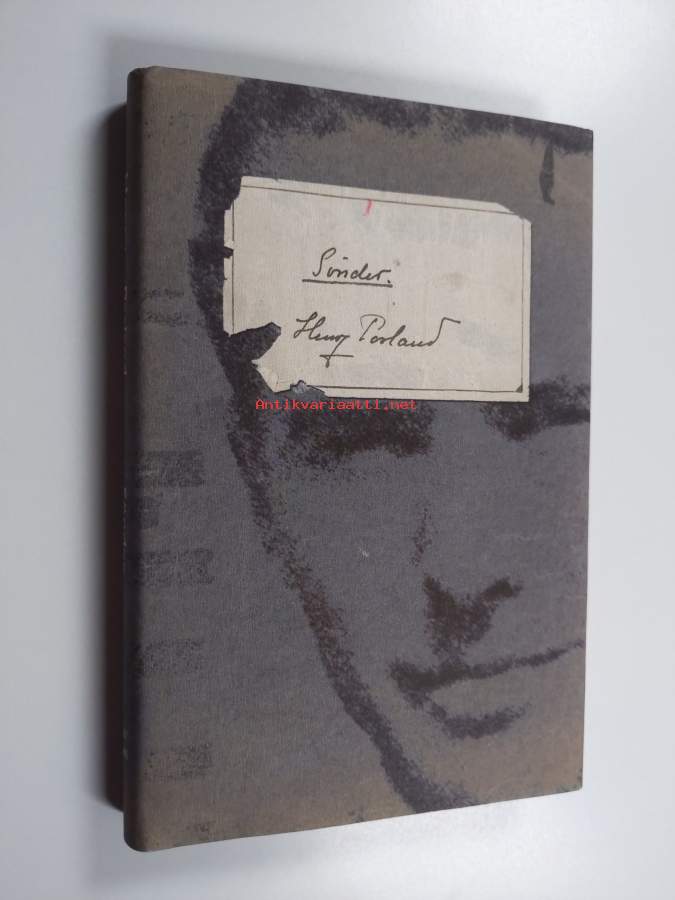 Sönder.
Henry Parland
Antikvariaatti.net